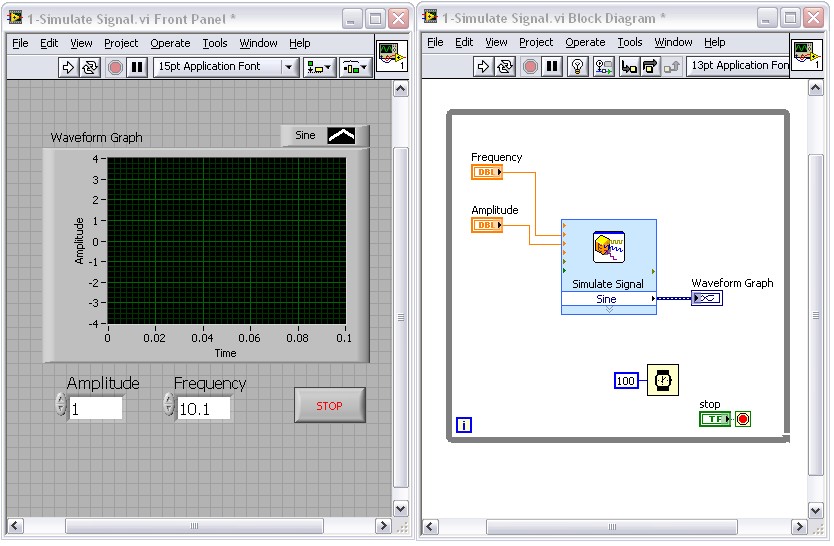 1-Simulate Signal.vi Front Panel *
File Edit View Project Operate Tools Window Help
15pt Application Font
1
Waveform Graph
Sine
4
3
2
1
0
-1
-2
-3
-4
Amplitude
0 0.02 0.04 0.06 0.08 0.1
Time
Amplitude Frequency
1 10.1
STOP
1-Simulate Signal.vi Block Diagram *
File Edit View Project Operate Tools Window Help
13pt Application Fon
1
Frequency
DBL
Amplitude
DBL
Simulate Signal
Sine
Waveform Graph
100
stop
TF
i